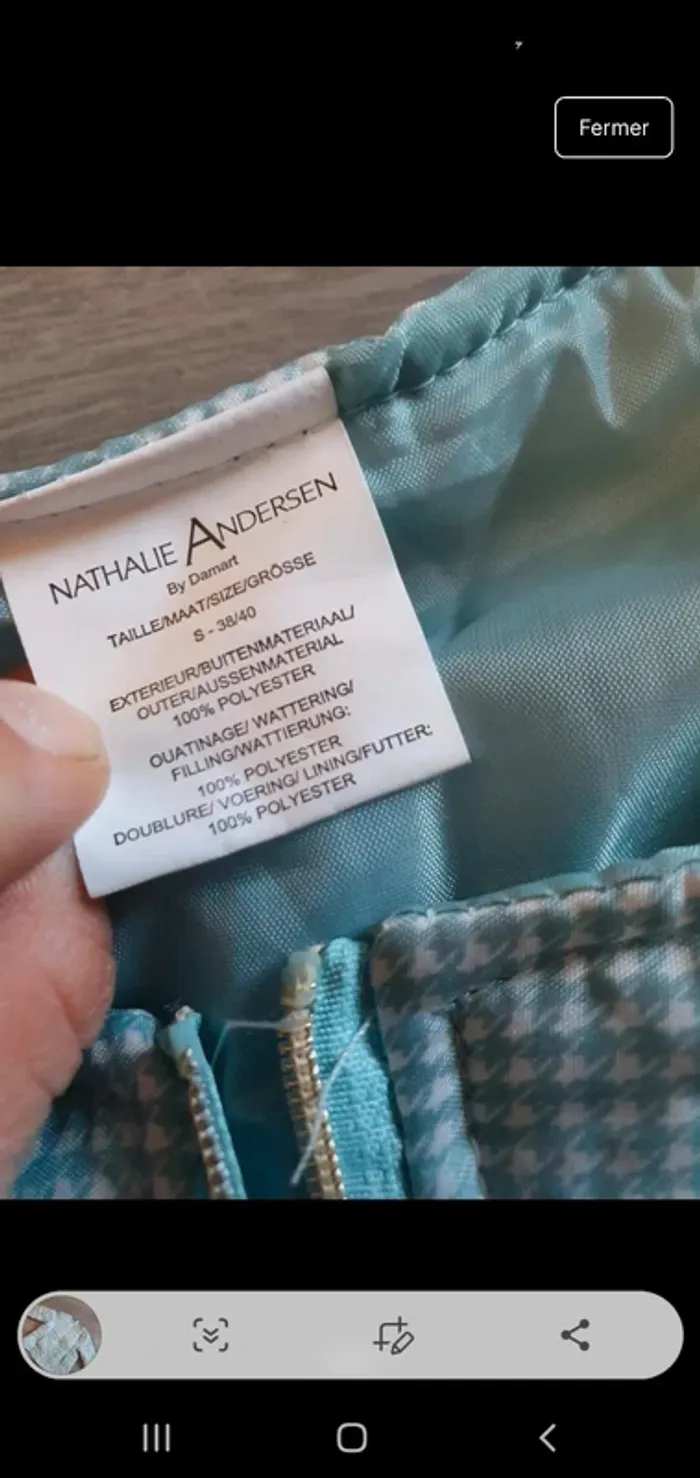 Fermer
NATHALIE ANDERSEN
By Damart
TAILLE/MAAT/SIZE/GRÖSSE
S - 38/40
EXTERIEUR/BUITENMATERIAAL/
OUTER/AUSSENMATERIAL
100% POLYESTER
OUATINAGE/ WATTERING/
FILLING/WATTIERUNG:
100% POLYESTER
DOUBLURE/ VOERING/ LINING/FUTTER:
100% POLYESTER